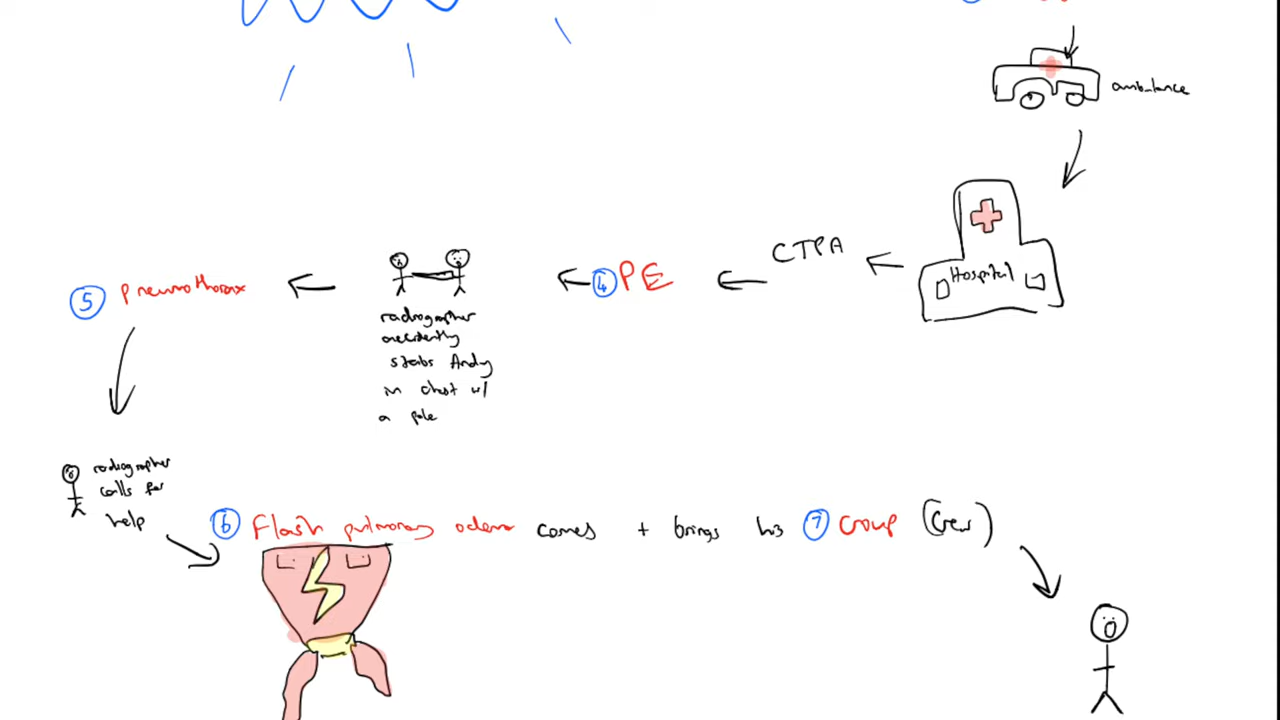 ambulance
Hospital
CTPA
4 PE
radiographer
accidently
stabs Andy
in chest w/
a pole
5 pneumothorax
radiographer
calls for
help
6 Flash pulmonary odema comes + brings his 7 croup (crew)